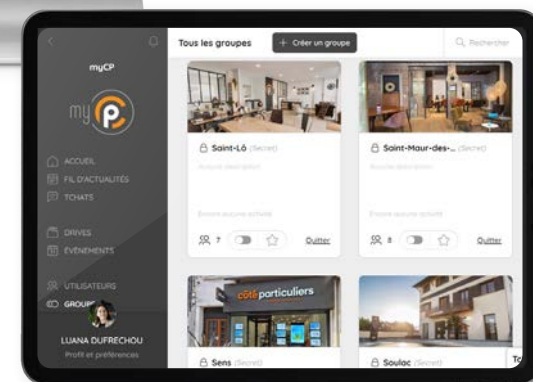 myCP
my CP
ACCUEIL
FIL D'ACTUALITÉS
TCHATS
DRIVES
ÉVÉNEMENTS
UTILISATEURS
GROUP
LUANA DUFRECHOU
Profil et préférences
Tous les groupes
+ Créer un groupe
Rechercher
Saint-Lô (Secret)
Aucune description
Encore aucune activité
7
Quitter
Saint-Maur-des-... (Secret)
Aucune description
Encore aucune activité
8
Quitter
côté particuliers
Sens (Secret)
Soulac (Secret)